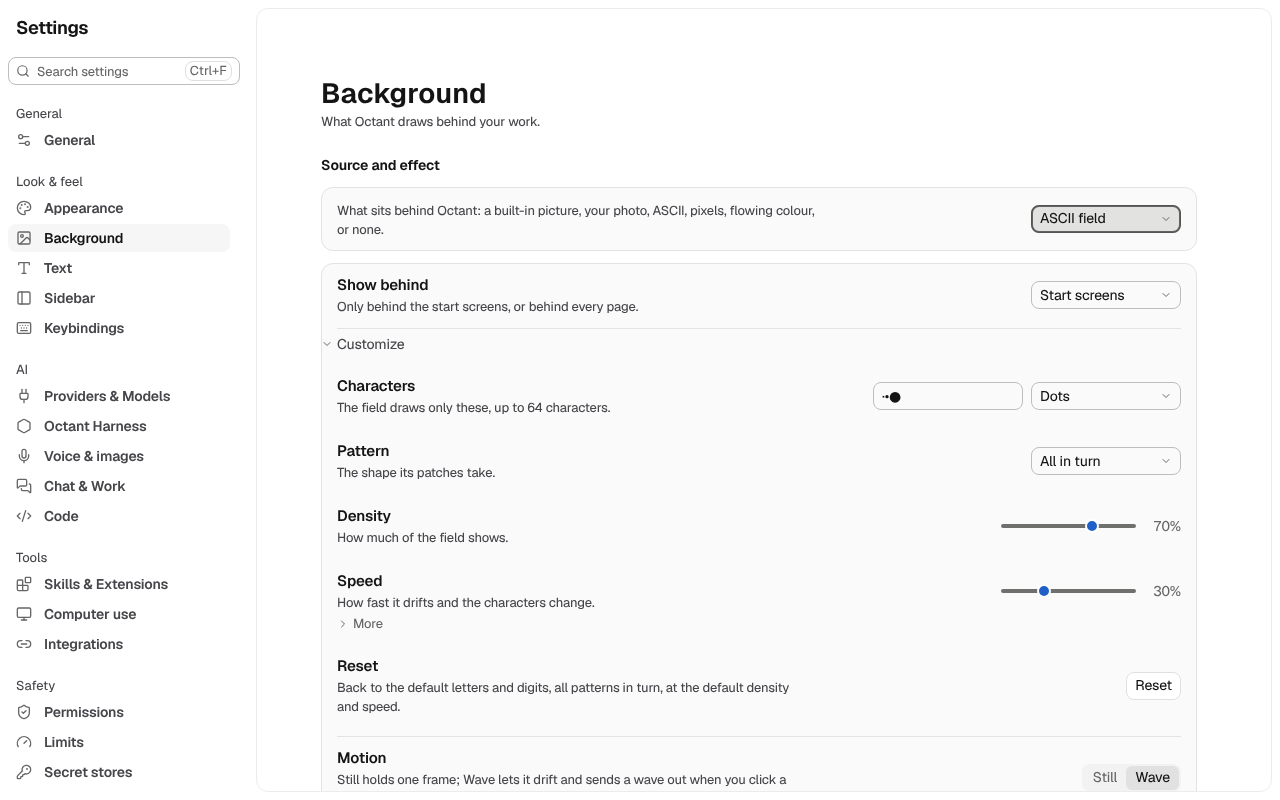 Settings
Search settings
Ctrl+F
General
General
Look & feel
Appearance
Background
Text
Sidebar
Keybindings
AI
Providers & Models
Octant Harness
Voice & images
Chat & Work
Code
Tools
Skills & Extensions
Computer use
Integrations
Safety
Permissions
Limits
Secret stores
Background
What Octant draws behind your work.
Source and effect
What sits behind Octant: a built-in picture, your photo, ASCII, pixels, flowing colour,
or none.
ASCII field
Show behind
Only behind the start screens, or behind every page.
Start screens
Customize
Characters
The field draws only these, up to 64 characters.
·•●
Dots
Pattern
The shape its patches take.
All in turn
Density
How much of the field shows.
70%
Speed
How fast it drifts and the characters change.
30%
More
Reset
Back to the default letters and digits, all patterns in turn, at the default density
and speed.
Reset
Motion
Still holds one frame; Wave lets it drift and sends a wave out when you click a
Still
Wave